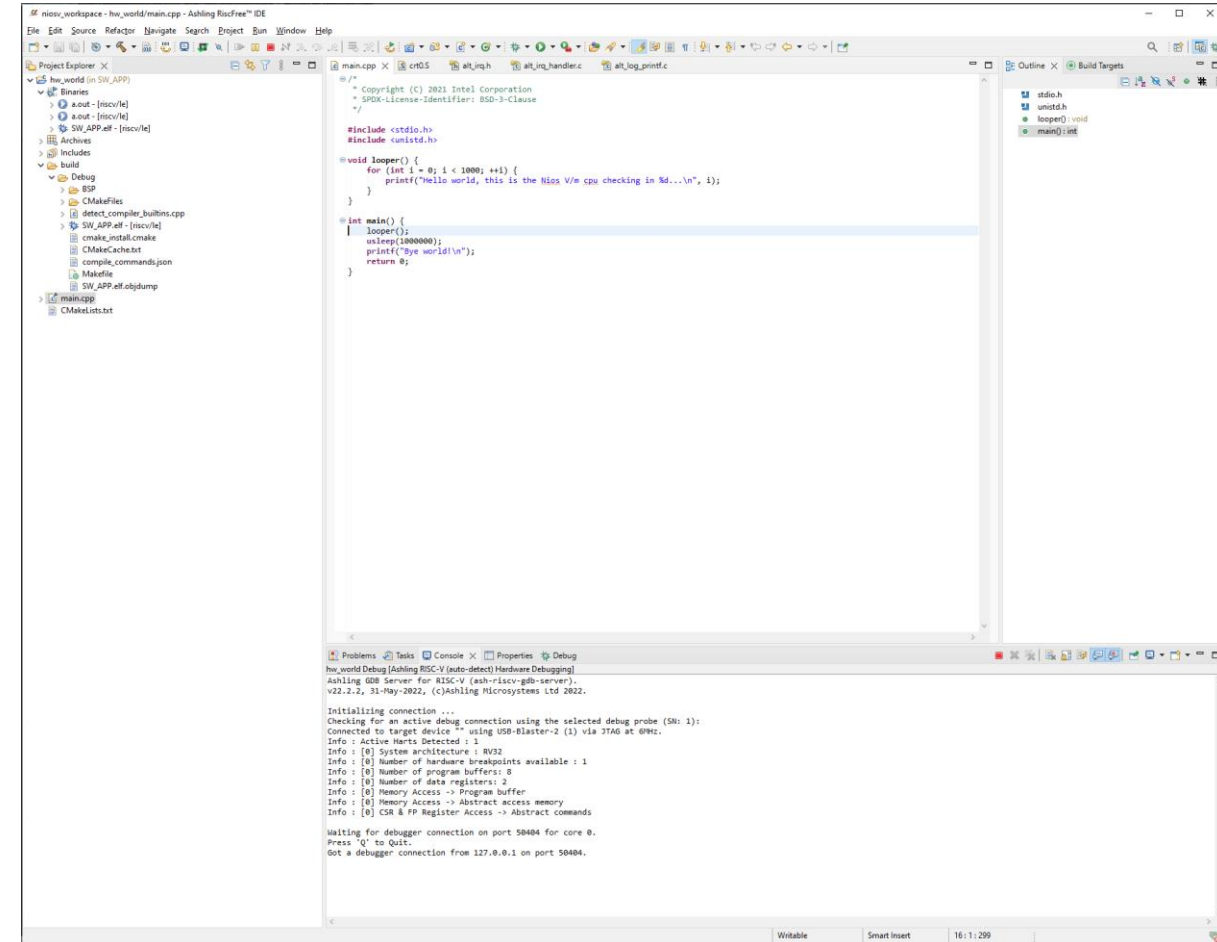 niosv_workspace - hw_world/main.cpp - Ashling RiscFree™ IDE
File Edit Source Refactor Navigate Search Project Run Window Help
Project Explorer
hw_world (in SW_APP)
Binaries
a.out - [riscv/le]
a.out - [riscv/le]
SW_APP.elf - [riscv/le]
Archives
Includes
build
Debug
BSP
CMakeFiles
detect_compiler_builtins.cpp
SW_APP.elf - [riscv/le]
cmake_install.cmake
CMakeCache.txt
compile_commands.json
Makefile
SW_APP.elf.objdump
main.cpp
CMakeLists.txt
main.cpp crt0.S alt_irq.h alt_irq_handler.c alt_log_printf.c
/*
* Copyright (C) 2021 Intel Corporation
* SPDX-License-Identifier: BSD-3-Clause
*/
#include <stdio.h>
#include <unistd.h>
void looper() {
for (int i = 0; i < 1000; ++i) {
printf("Hello world, this is the Nios V/m cpu checking in %d...\n", i);
}
}
int main() {
looper();
usleep(1000000);
printf("Bye world!\n");
return 0;
}
Outline Build Targets
stdio.h
unistd.h
looper() : void
main() : int
Problems Tasks Console Properties Debug
hw_world Debug [Ashling RISC-V (auto-detect) Hardware Debugging]
Ashling GDB Server for RISC-V (ash-riscv-gdb-server).
v22.2.2, 31-May-2022, (c)Ashling Microsystems Ltd 2022.
Initializing connection ...
Checking for an active debug connection using the selected debug probe (SN: 1):
Connected to target device "" using USB-Blaster-2 (1) via JTAG at 6MHz.
Info : Active Harts Detected : 1
Info : [0] System architecture : RV32
Info : [0] Number of hardware breakpoints available : 1
Info : [0] Number of program buffers: 8
Info : [0] Number of data registers: 2
Info : [0] Memory Access -> Program buffer
Info : [0] Memory Access -> Abstract access memory
Info : [0] CSR & FP Register Access -> Abstract commands
Waiting for debugger connection on port 50404 for core 0.
Press 'Q' to Quit.
Got a debugger connection from 127.0.0.1 on port 50404.
Writable Smart Insert 16 : 1 : 299